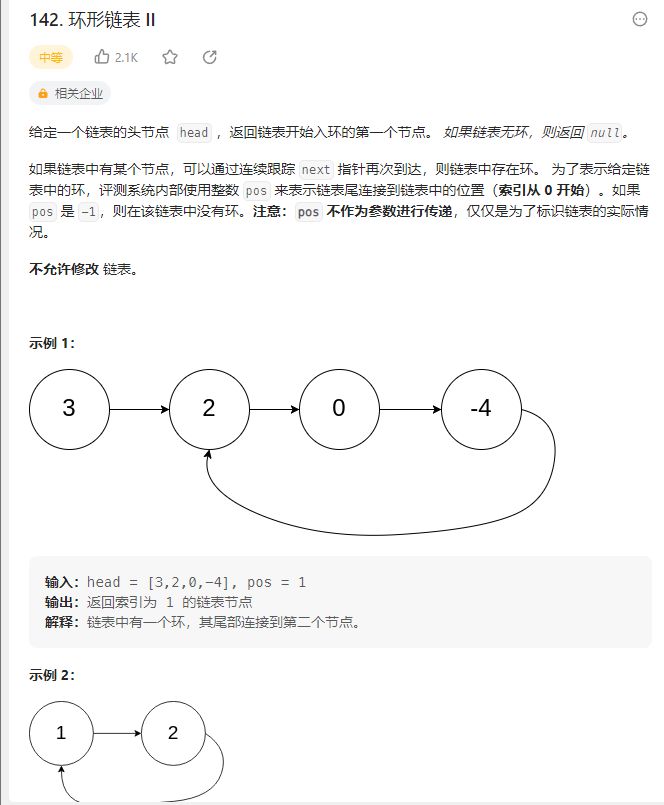 142. 环形链表 II
中等 2.1K
相关企业
给定一个链表的头节点 head ，返回链表开始入环的第一个节点。 如果链表无环，则返回 null。
如果链表中有某个节点，可以通过连续跟踪 next 指针再次到达，则链表中存在环。 为了表示给定链
表中的环，评测系统内部使用整数 pos 来表示链表尾连接到链表中的位置（索引从 0 开始）。如果
pos 是 -1，则在该链表中没有环。注意：pos 不作为参数进行传递，仅仅是为了标识链表的实际情
况。
不允许修改 链表。
示例 1：
3 2 0 -4
输入：head = [3,2,0,-4], pos = 1
输出：返回索引为 1 的链表节点
解释：链表中有一个环，其尾部连接到第二个节点。
示例 2：
1 2